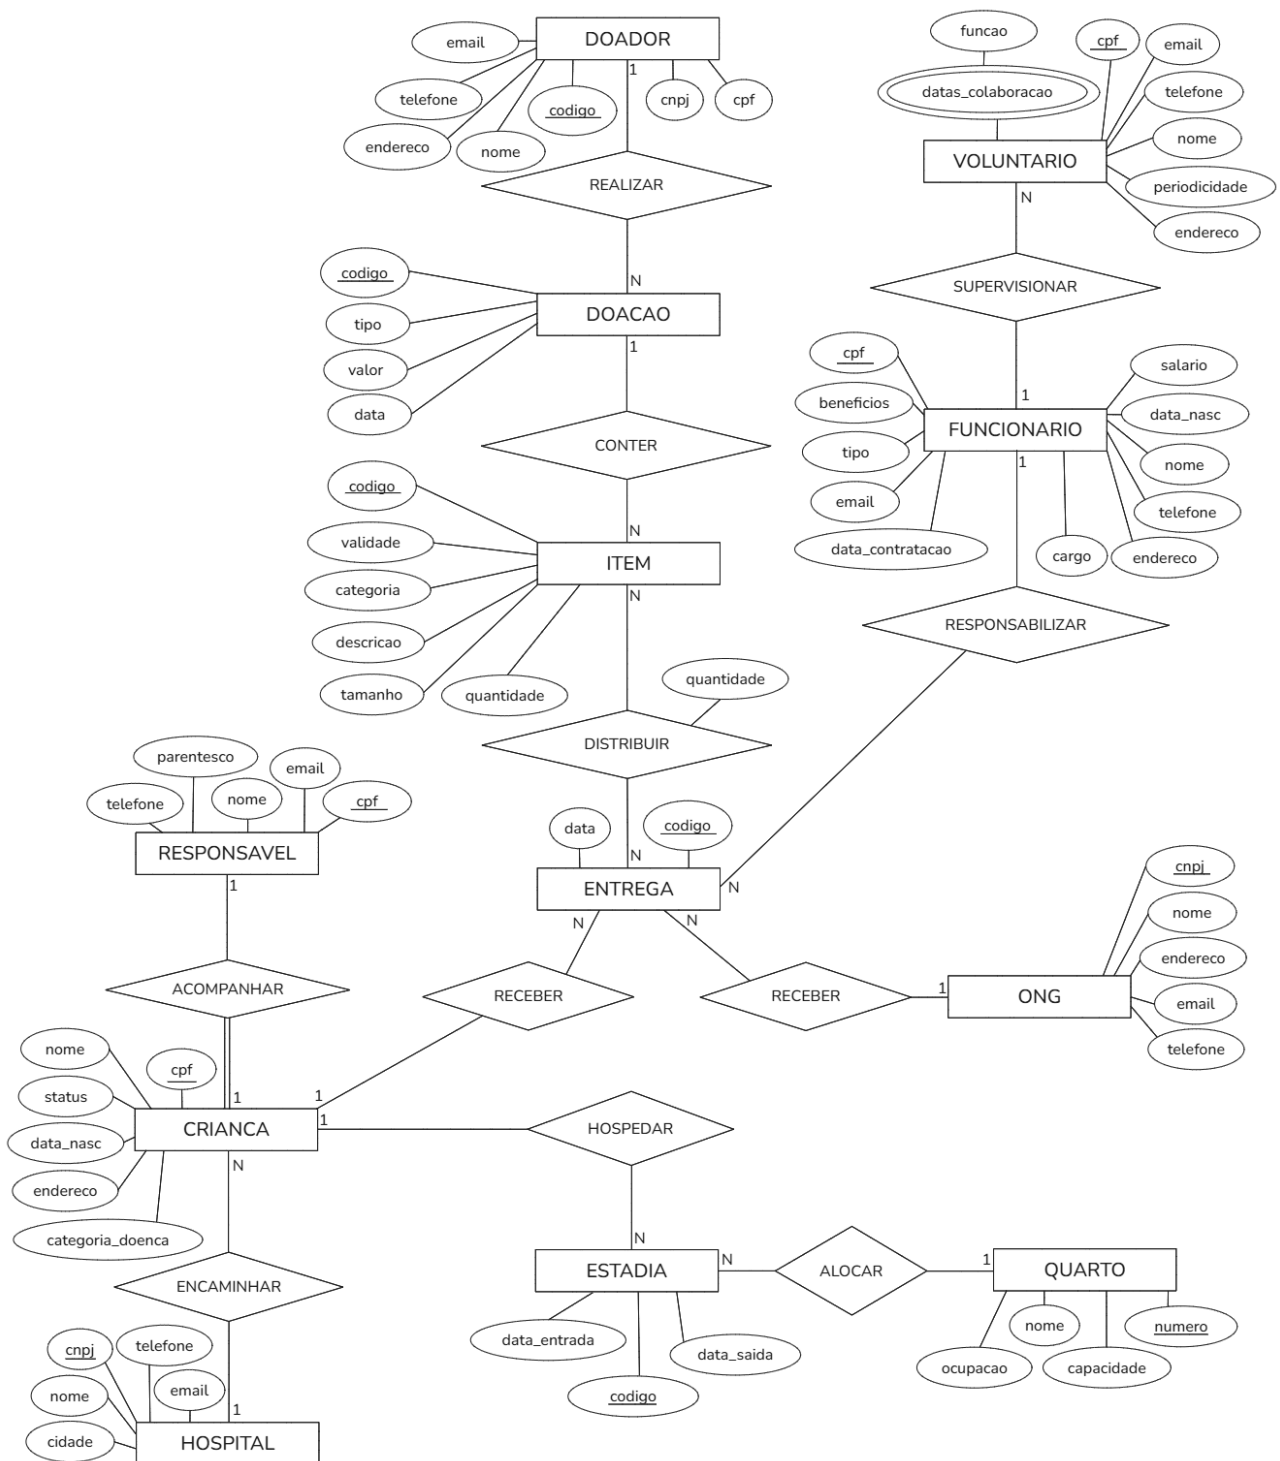 DOADOR
email
telefone
endereco
nome
codigo
cnpj
cpf
1
REALIZAR
N
DOACAO
codigo
tipo
valor
data
1
CONTER
N
ITEM
codigo
validade
categoria
descricao
tamanho
quantidade
N
DISTRIBUIR
quantidade
N
ENTREGA
data
codigo
funcao
datas_colaboracao
cpf
email
telefone
nome
periodicidade
endereco
VOLUNTARIO
N
SUPERVISIONAR
1
FUNCIONARIO
cpf
beneficios
tipo
email
data_contratacao
cargo
endereco
telefone
nome
data_nasc
salario
1
RESPONSABILIZAR
N
parentesco
email
telefone
nome
cpf
RESPONSAVEL
1
ACOMPANHAR
1
nome
cpf
status
data_nasc
endereco
categoria_doenca
CRIANCA
N
RECEBER
1
N
RECEBER
1
ONG
cnpj
nome
endereco
email
telefone
1
HOSPEDAR
N
ESTADIA
data_entrada
codigo
data_saida
N
ALOCAR
1
QUARTO
ocupacao
nome
capacidade
numero
N
ENCAMINHAR
1
HOSPITAL
cnpj
telefone
nome
email
cidade